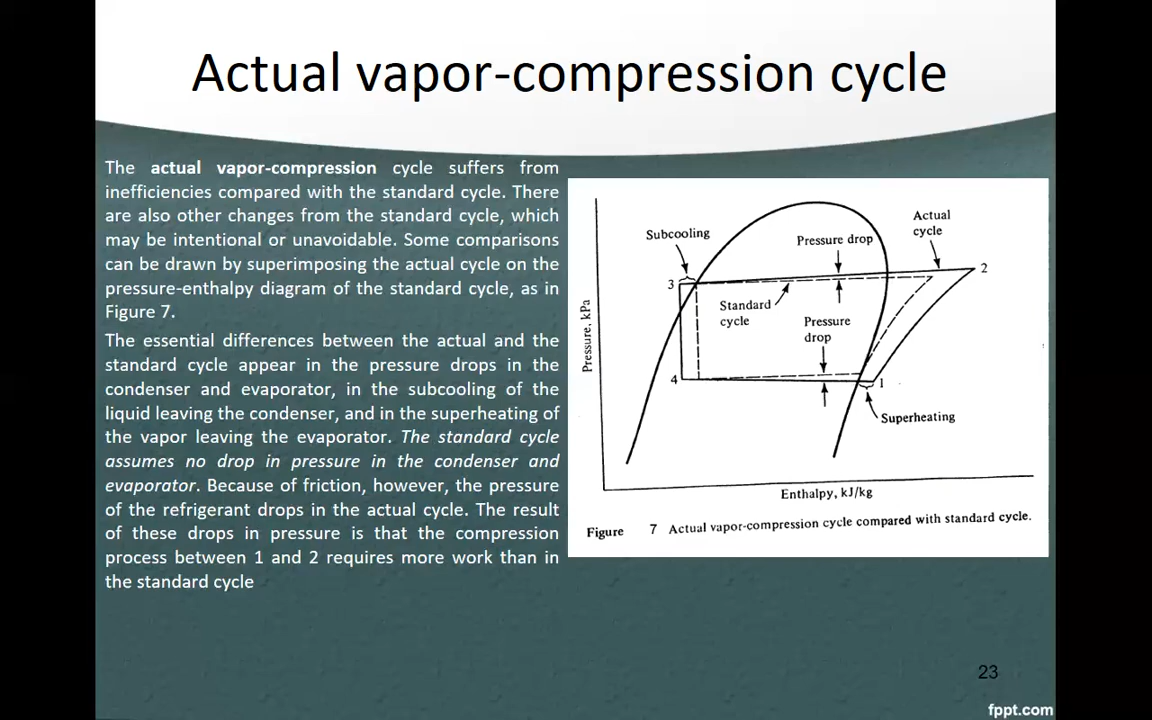 Actual vapor-compression cycle
The actual vapor-compression cycle suffers from
inefficiencies compared with the standard cycle. There
are also other changes from the standard cycle, which
may be intentional or unavoidable. Some comparisons
can be drawn by superimposing the actual cycle on the
pressure-enthalpy diagram of the standard cycle, as in
Figure 7.
The essential differences between the actual and the
standard cycle appear in the pressure drops in the
condenser and evaporator, in the subcooling of the
liquid leaving the condenser, and in the superheating of
the vapor leaving the evaporator. The standard cycle
assumes no drop in pressure in the condenser and
evaporator. Because of friction, however, the pressure
of the refrigerant drops in the actual cycle. The result
of these drops in pressure is that the compression
process between 1 and 2 requires more work than in
the standard cycle
Actual
cycle
Subcooling
Pressure drop
2
3
Standard
cycle
Pressure
drop
Pressure, kPa
4
1
Superheating
Enthalpy, kJ/kg
Figure 7 Actual vapor-compression cycle compared with standard cycle.
23
fppt.com